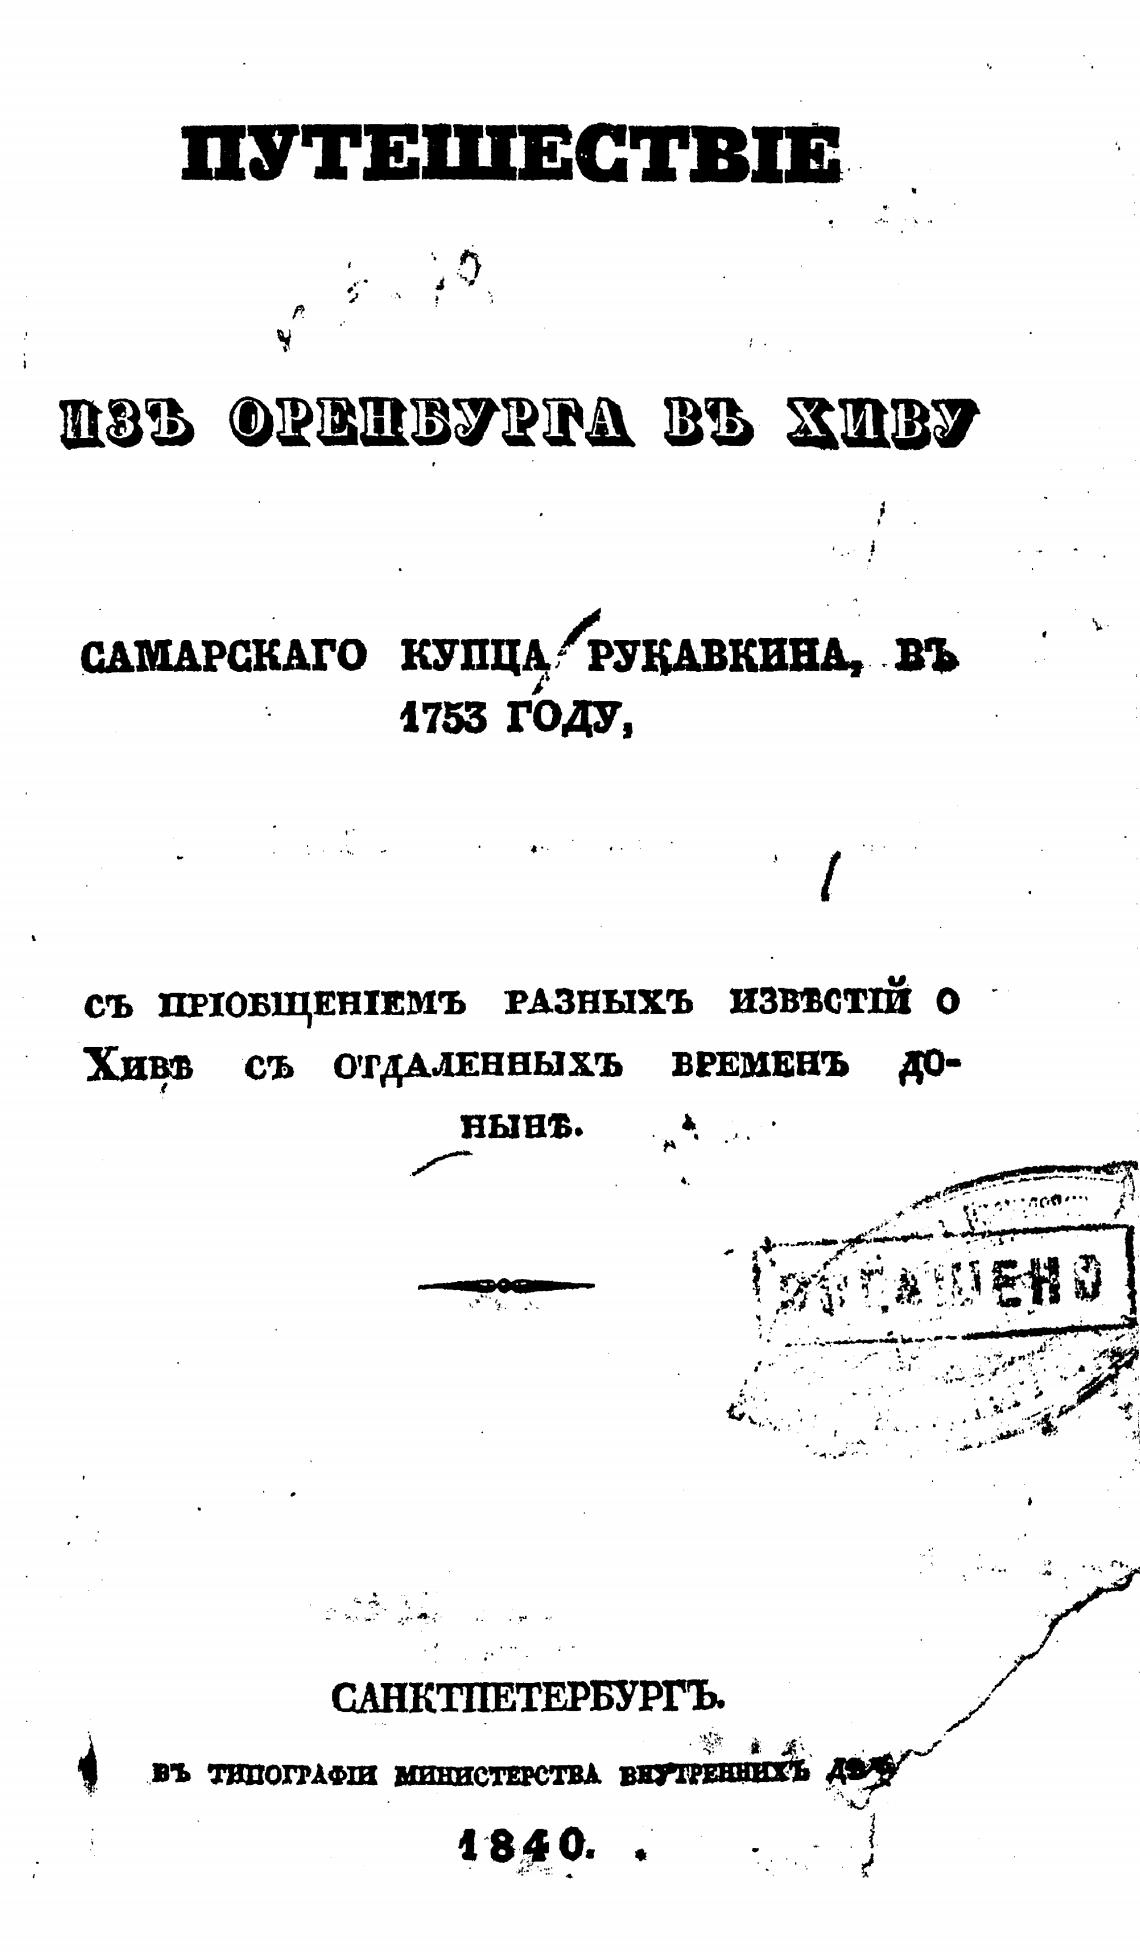 ПУТЕШЕСТВІЕ
ИЗЪ ОРЕНБУРГА ВЪ ХИВУ
САМАРСКАГО КУПЦА РУКАВКИНА, ВЪ
1753 ГОДУ,
СЪ ПРІОБЩЕНІЕМЪ РАЗНЫХЪ ИЗВѢСТІЙ О
ХИВѢ СЪ ОТДАЛЕННЫХЪ ВРЕМЕНЪ ДО-
НЫНѢ.
ПОГАШЕНО
САНКТПЕТЕРБУРГЪ.
ВЪ ТИПОГРАФІИ МИНИСТЕРСТВА ВНУТРЕННИХЪ ДѢЛЪ
1840.